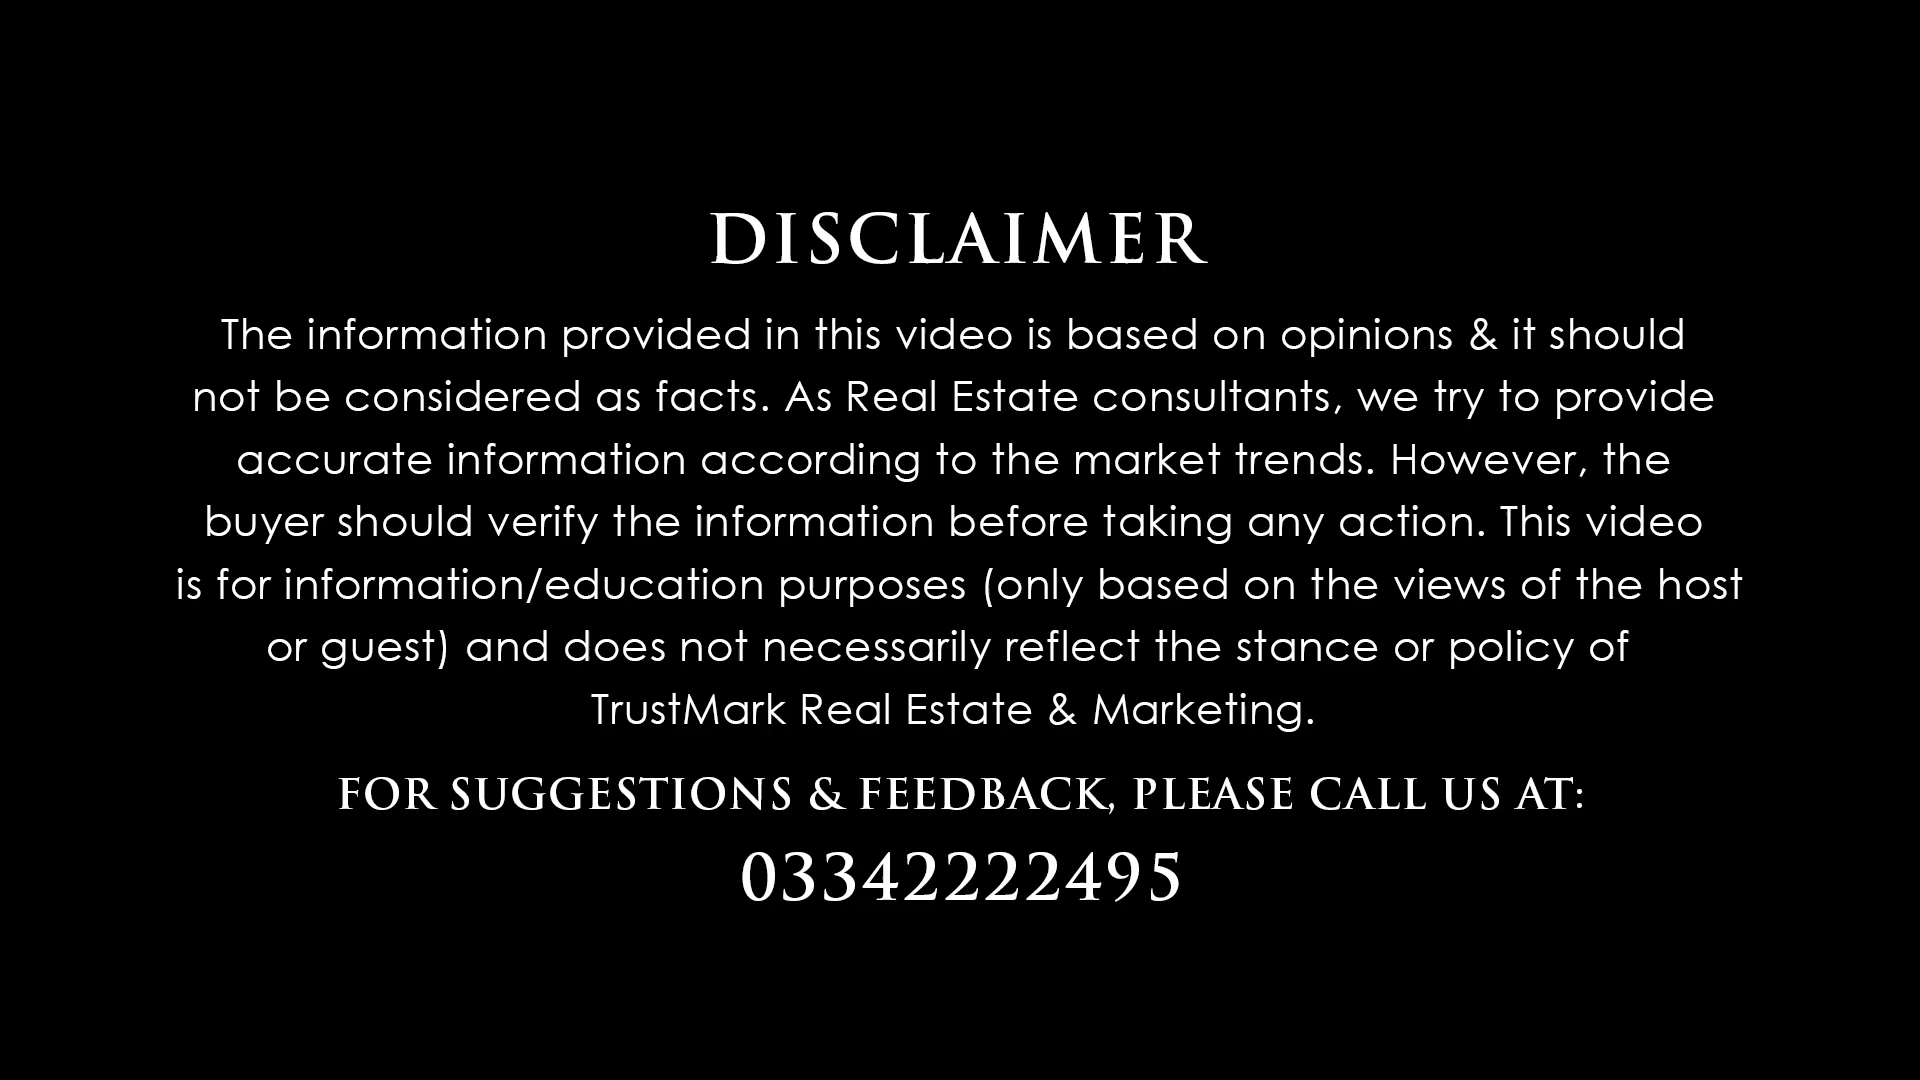 DISCLAIMER
The information provided in this video is based on opinions & it should
not be considered as facts. As Real Estate consultants, we try to provide
accurate information according to the market trends. However, the
buyer should verify the information before taking any action. This video
is for information/education purposes (only based on the views of the host
or guest) and does not necessarily reflect the stance or policy of
TrustMark Real Estate & Marketing.
FOR SUGGESTIONS & FEEDBACK, PLEASE CALL US AT:
03342222495